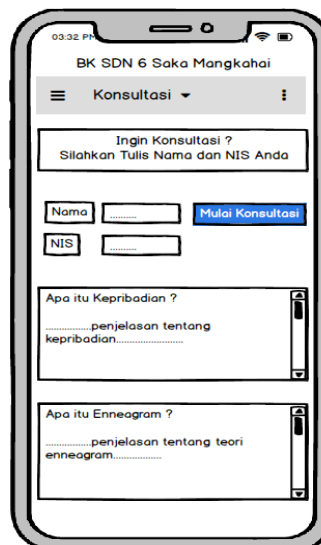 03:32 PM
BK SDN 6 Saka Mangkahai
Konsultasi
Ingin Konsultasi ?
Silahkan Tulis Nama dan NIS Anda
Nama .......... Mulai Konsultasi
NIS ..........
Apa itu Kepribadian ?
................penjelasan tentang
kepribadian.......................
Apa itu Enneagram ?
................penjelasan tentang teori
enneagram.................